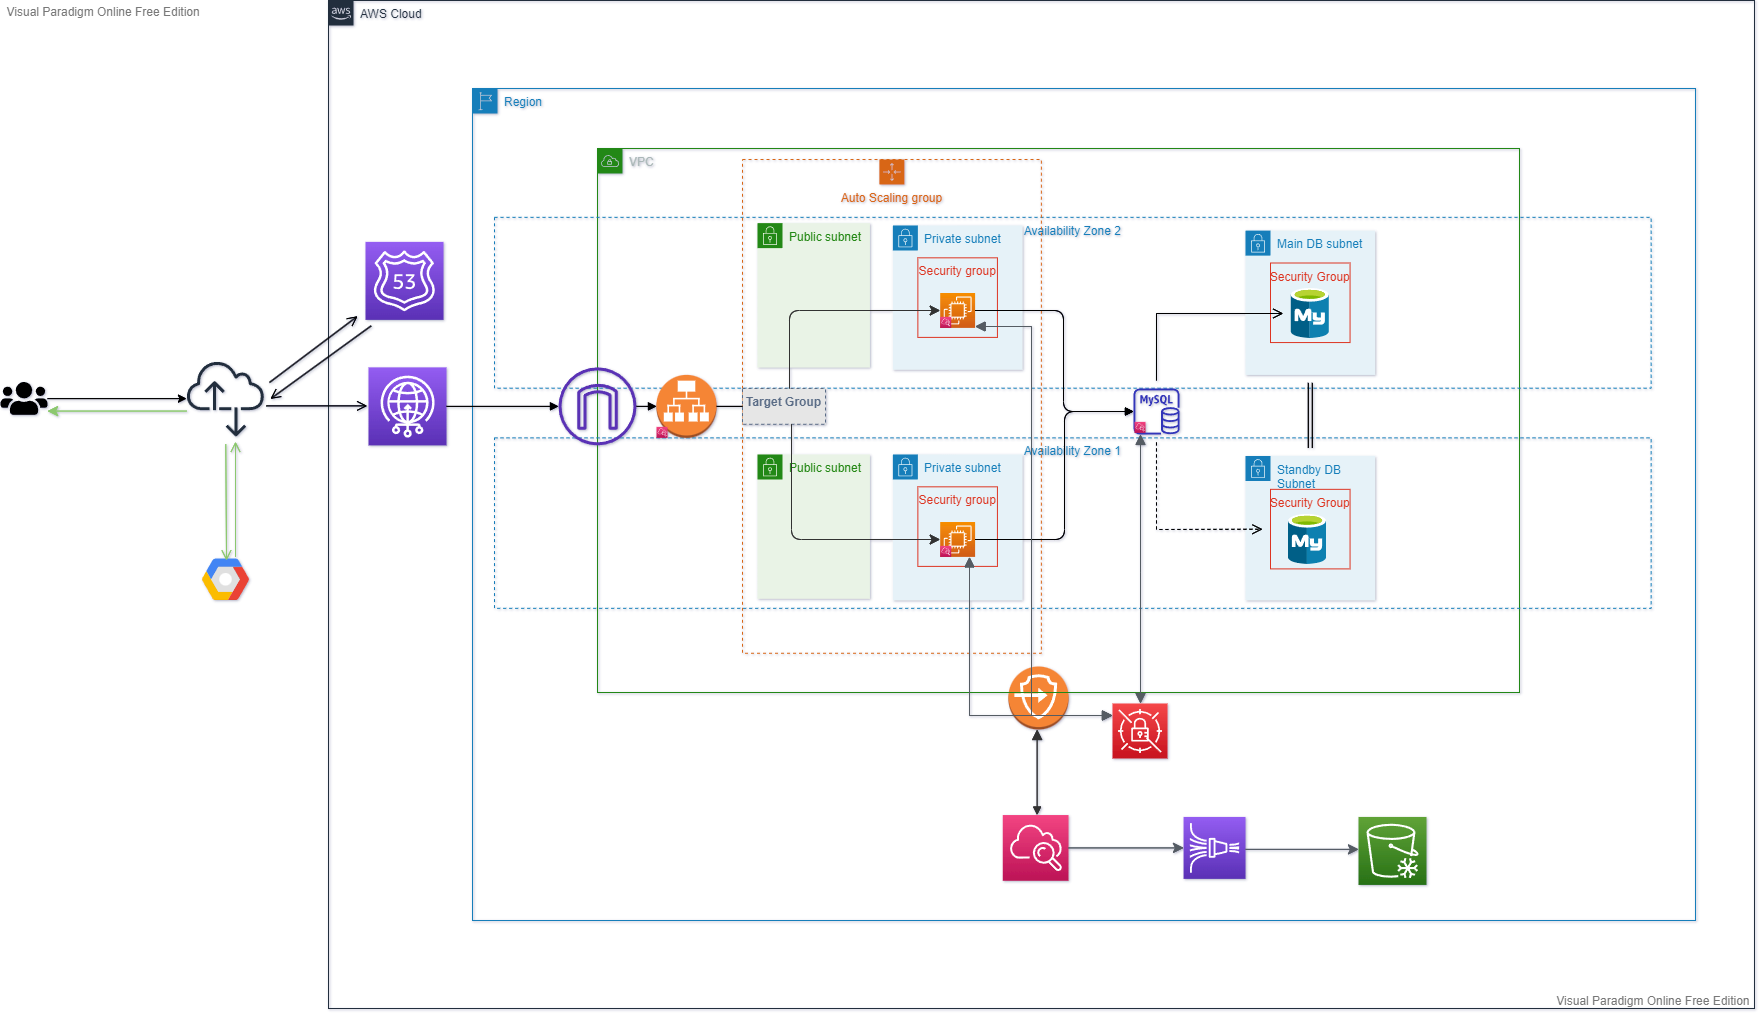 Visual Paradigm Online Free Edition
aws
AWS Cloud
Region
VPC
Auto Scaling group
Public subnet
Private subnet
Availability Zone 2
Main DB subnet
Security group
Security Group
My
53
Target Group
MySQL
Availability Zone 1
Public subnet
Private subnet
Standby DB
Subnet
Security group
Security Group
My
Visual Paradigm Online Free Edition